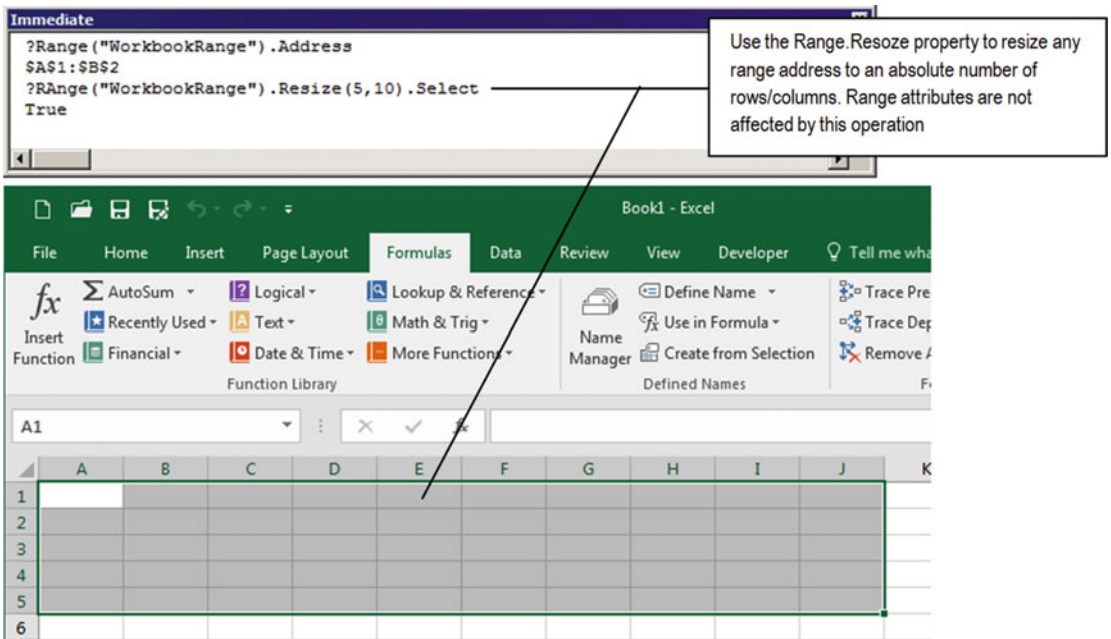 Immediate
?Range("WorkbookRange").Address
$A$1:$B$2
?RAnge("WorkbookRange").Resize(5,10).Select
True
Use the Range.Resoze property to resize any
range address to an absolute number of
rows/columns. Range attributes are not
affected by this operation
Book1 - Excel
File Home Insert Page Layout Formulas Data Review View Developer Tell me
fx Insert Function
AutoSum
Recently Used
Financial
Logical
Text
Date & Time
Lookup & Reference
Math & Trig
More Functions
Function Library
Name Manager
Define Name
Use in Formula
Create from Selection
Defined Names
Trace
Trace
Remove
A1
fx
A B C D E F G H I J K
1
2
3
4
5
6